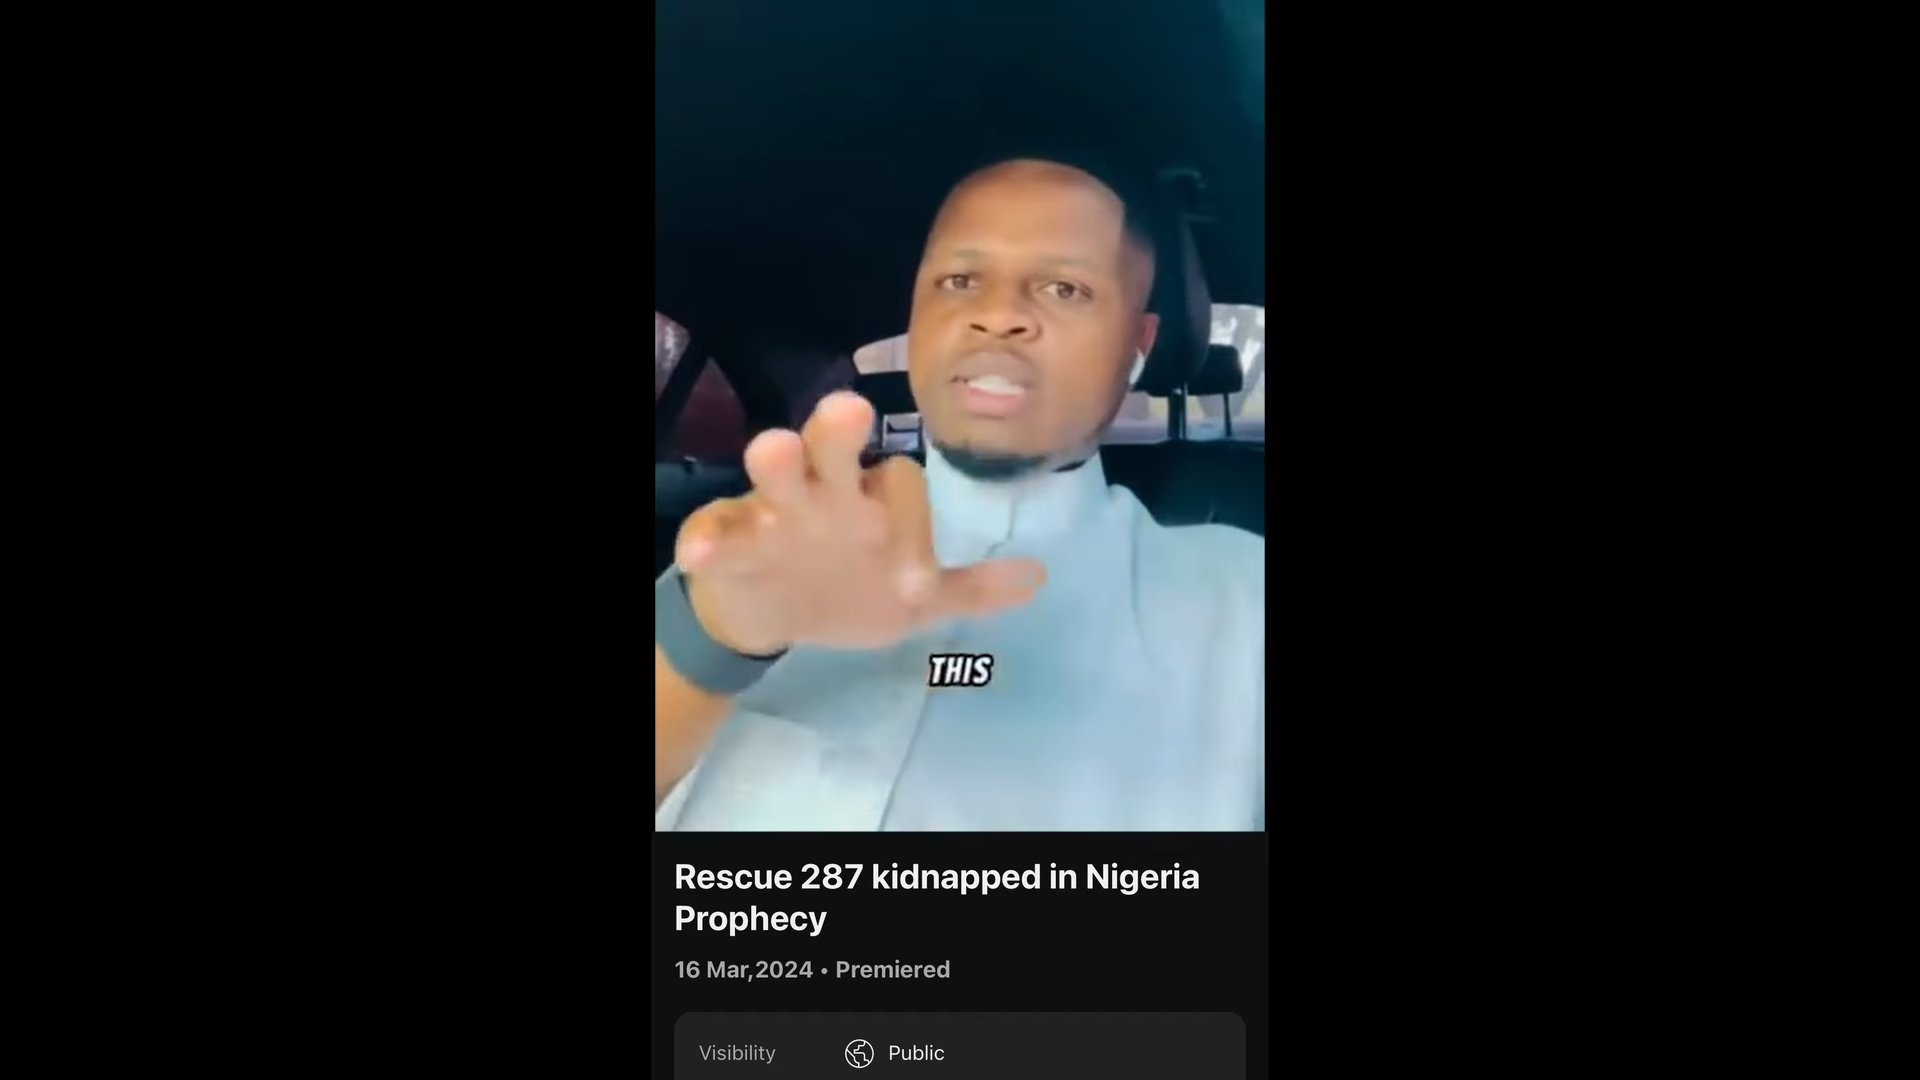 THIS
Rescue 287 kidnapped in Nigeria
Prophecy
16 Mar,2024 • Premiered
Visibility Public